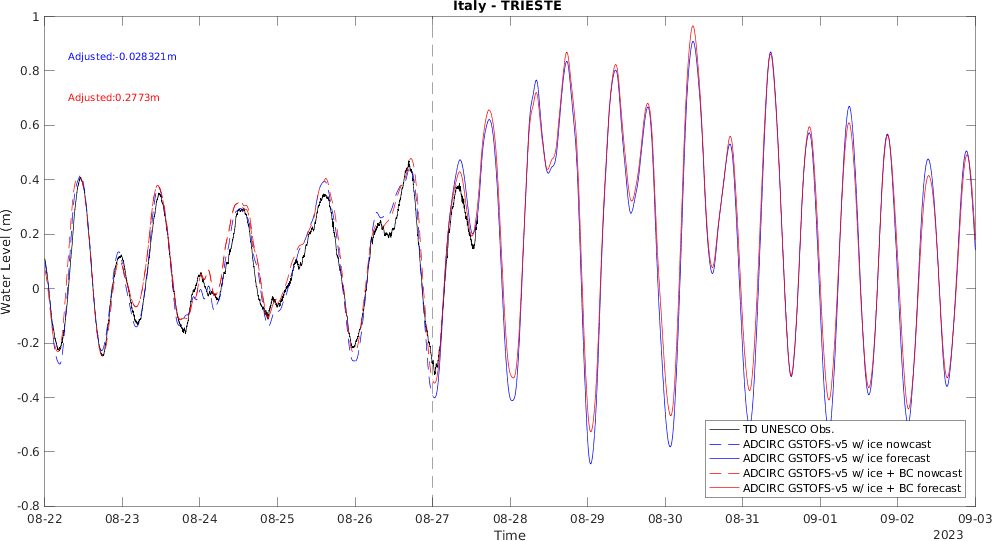 Italy - TRIESTE
Adjusted:-0.028321m
Adjusted:0.2773m
Water Level (m)
1
0.8
0.6
0.4
0.2
0
-0.2
-0.4
-0.6
-0.8
TD UNESCO Obs.
ADCIRC GSTOFS-v5 w/ ice nowcast
ADCIRC GSTOFS-v5 w/ ice forecast
ADCIRC GSTOFS-v5 w/ ice + BC nowcast
ADCIRC GSTOFS-v5 w/ ice + BC forecast
08-22 08-23 08-24 08-25 08-26 08-27 08-28 08-29 08-30 08-31 09-01 09-02 09-03
Time
2023